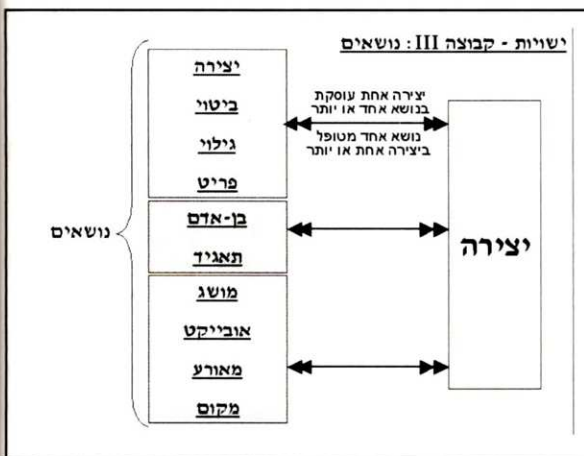 ישויות - קבוצה III: נושאים
יצירה
ביטוי
גילוי
פריט
בן-אדם
תאגיד
מושג
אובייקט
מאורע
מקום
נושאים
יצירה אחת עוסקת
בנושא אחד או יותר
נושא אחד מטופל
ביצירה אחת או יותר
יצירה